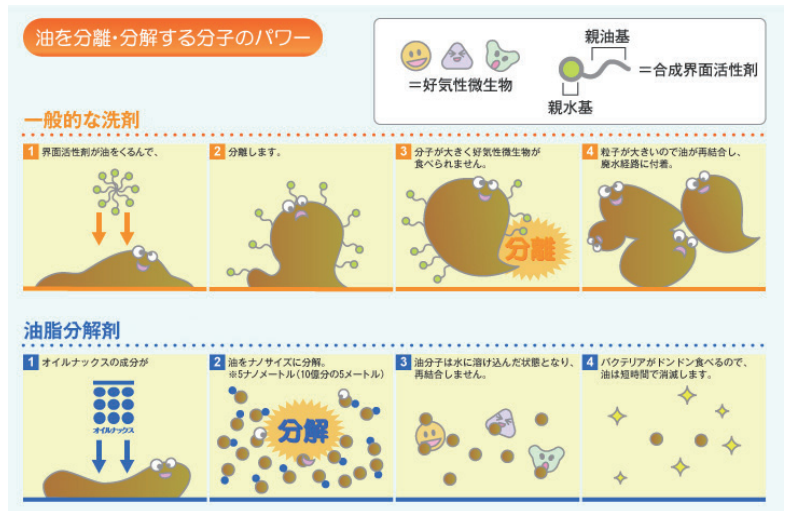 油を分離・分解する分子のパワー
親油基
＝好気性微生物
＝合成界面活性剤
親水基
一般的な洗剤
1 界面活性剤が油をくるんで、
2 分離します。
3 分子が大きく好気性微生物が
食べられません。
分離
4 粒子が大きいので油が再結合し、
廃水経路に付着。
油脂分解剤
1 オイルナックスの成分が
オイルナックス
2 油をナノサイズに分解。
※5ナノメートル（10億分の5メートル）
分解
3 油分子は水に溶け込んだ状態となり、
再結合しません。
4 バクテリアがドンドン食べるので、
油は短時間で消滅します。